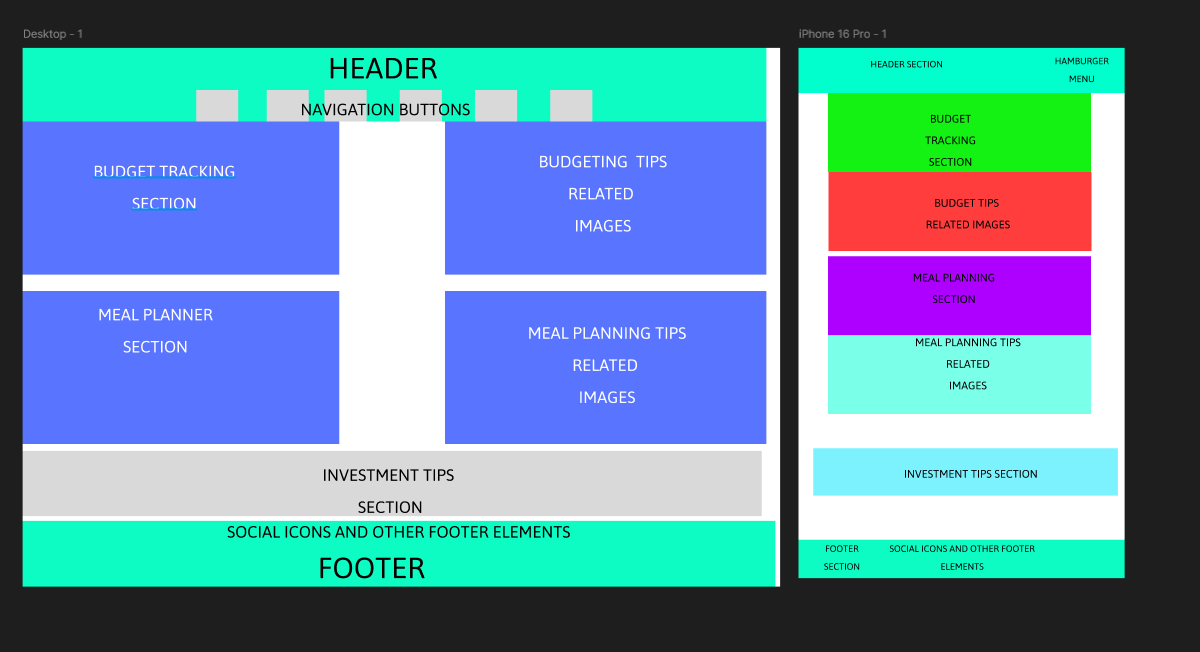 Desktop - 1
HEADER
NAVIGATION BUTTONS
BUDGET TRACKING
SECTION
BUDGETING TIPS
RELATED
IMAGES
MEAL PLANNER
SECTION
MEAL PLANNING TIPS
RELATED
IMAGES
INVESTMENT TIPS
SECTION
SOCIAL ICONS AND OTHER FOOTER ELEMENTS
FOOTER
iPhone 16 Pro - 1
HEADER SECTION
HAMBURGER
MENU
BUDGET
TRACKING
SECTION
BUDGET TIPS
RELATED IMAGES
MEAL PLANNING
SECTION
MEAL PLANNING TIPS
RELATED
IMAGES
INVESTMENT TIPS SECTION
FOOTER
SECTION
SOCIAL ICONS AND OTHER FOOTER
ELEMENTS